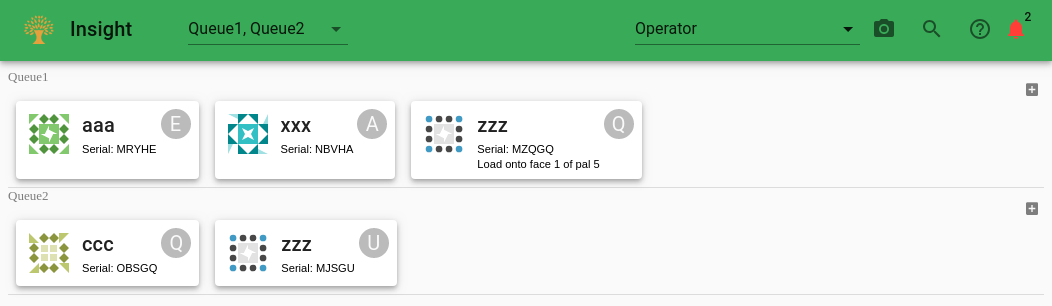 Insight
Queue1, Queue2
Operator
2
Queue1
aaa
E
Serial: MRYHE
xxx
A
Serial: NBVHA
zzz
Q
Serial: MZQGQ
Load onto face 1 of pal 5
Queue2
ccc
Q
Serial: OBSGQ
zzz
U
Serial: MJSGU